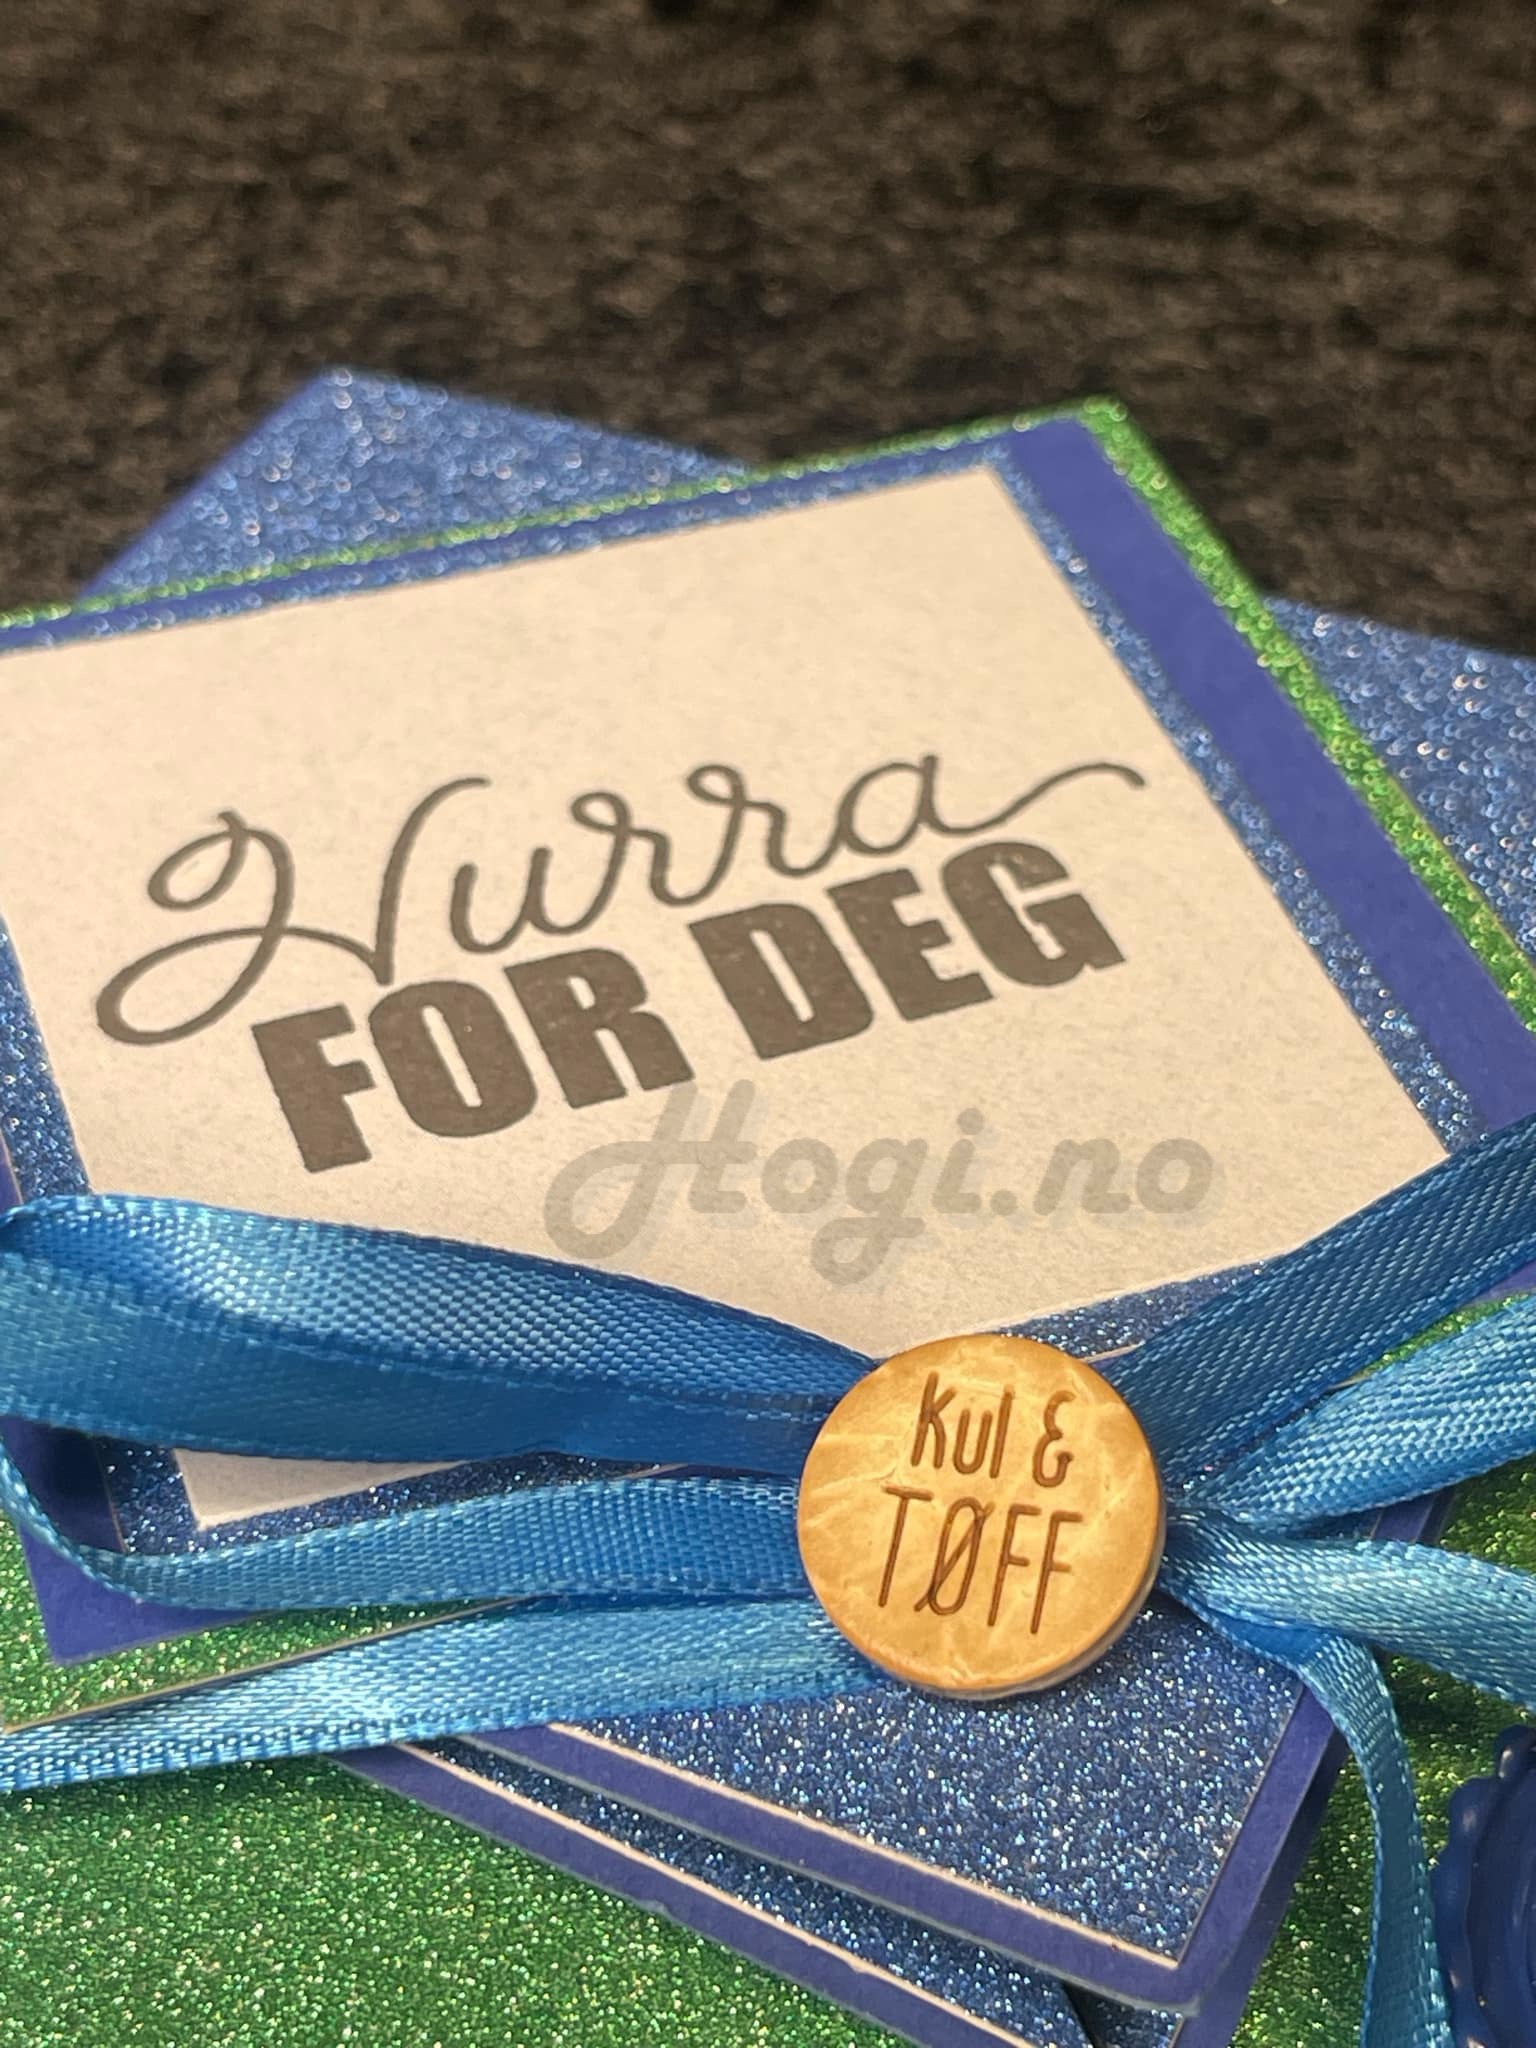 Hurra
FOR DEG
Hogi.no
Kul &
TØFF